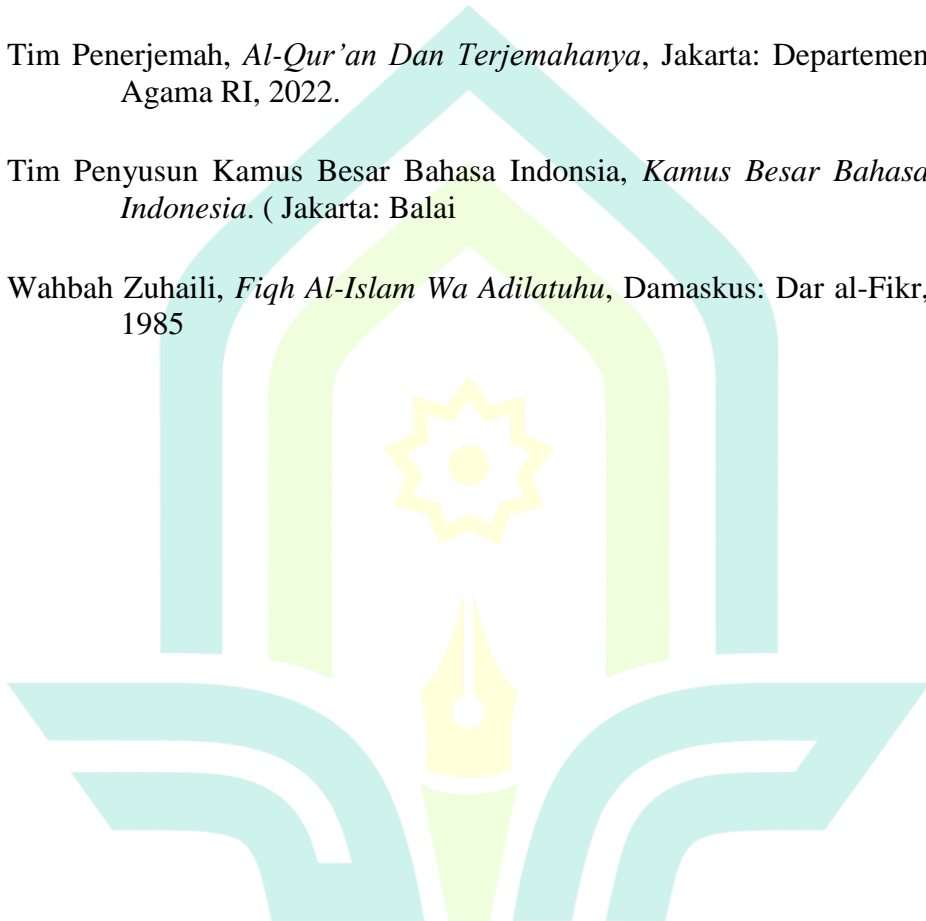 Tim Penerjemah, Al-Qur’an Dan Terjemahanya, Jakarta: Departemen
Agama RI, 2022.
Tim Penyusun Kamus Besar Bahasa Indonsia, Kamus Besar Bahasa
Indonesia. ( Jakarta: Balai
Wahbah Zuhaili, Fiqh Al-Islam Wa Adilatuhu, Damaskus: Dar al-Fikr,
1985